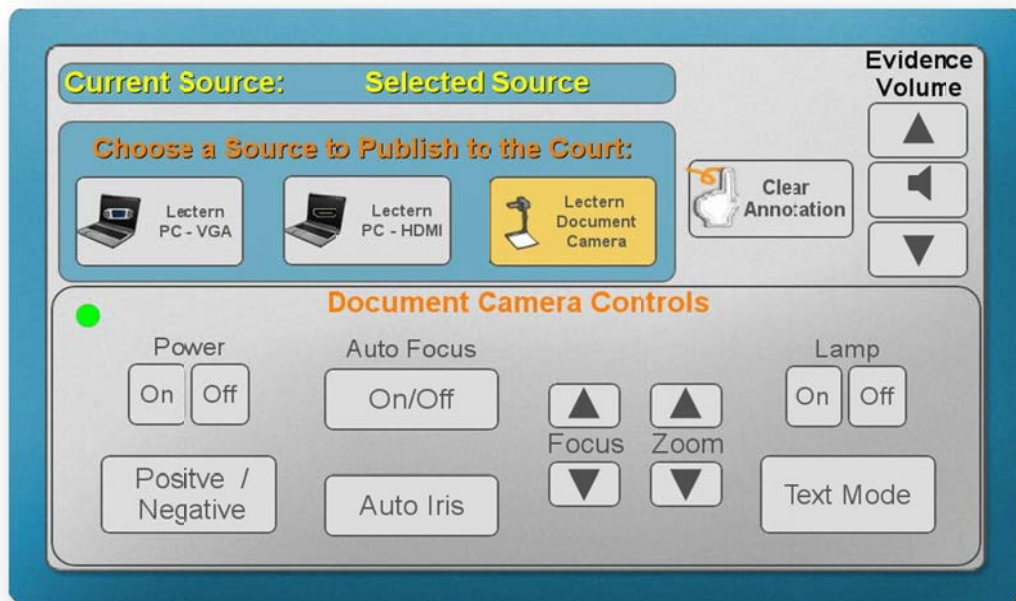 Current Source: Selected Source
Evidence
Volume
Choose a Source to Publish to the Court:
Lectern
PC - VGA
Lectern
PC - HDMI
Lectern
Document
Camera
Clear
Annotation
Document Camera Controls
Power
On Off
Auto Focus
On/Off
Focus
Zoom
Lamp
On Off
Positve /
Negative
Auto Iris
Text Mode